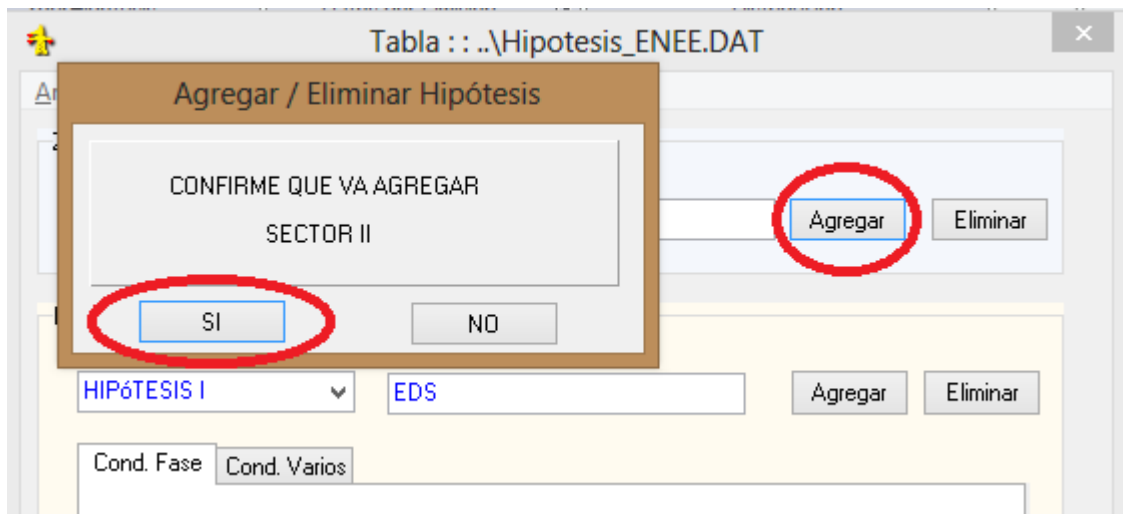 Tabla : : ..\Hipotesis_ENEE.DAT
Agregar / Eliminar Hipótesis
CONFIRME QUE VA AGREGAR
SECTOR II
SI NO
Agregar Eliminar
HIPóTESIS I EDS Agregar Eliminar
Cond. Fase Cond. Varios